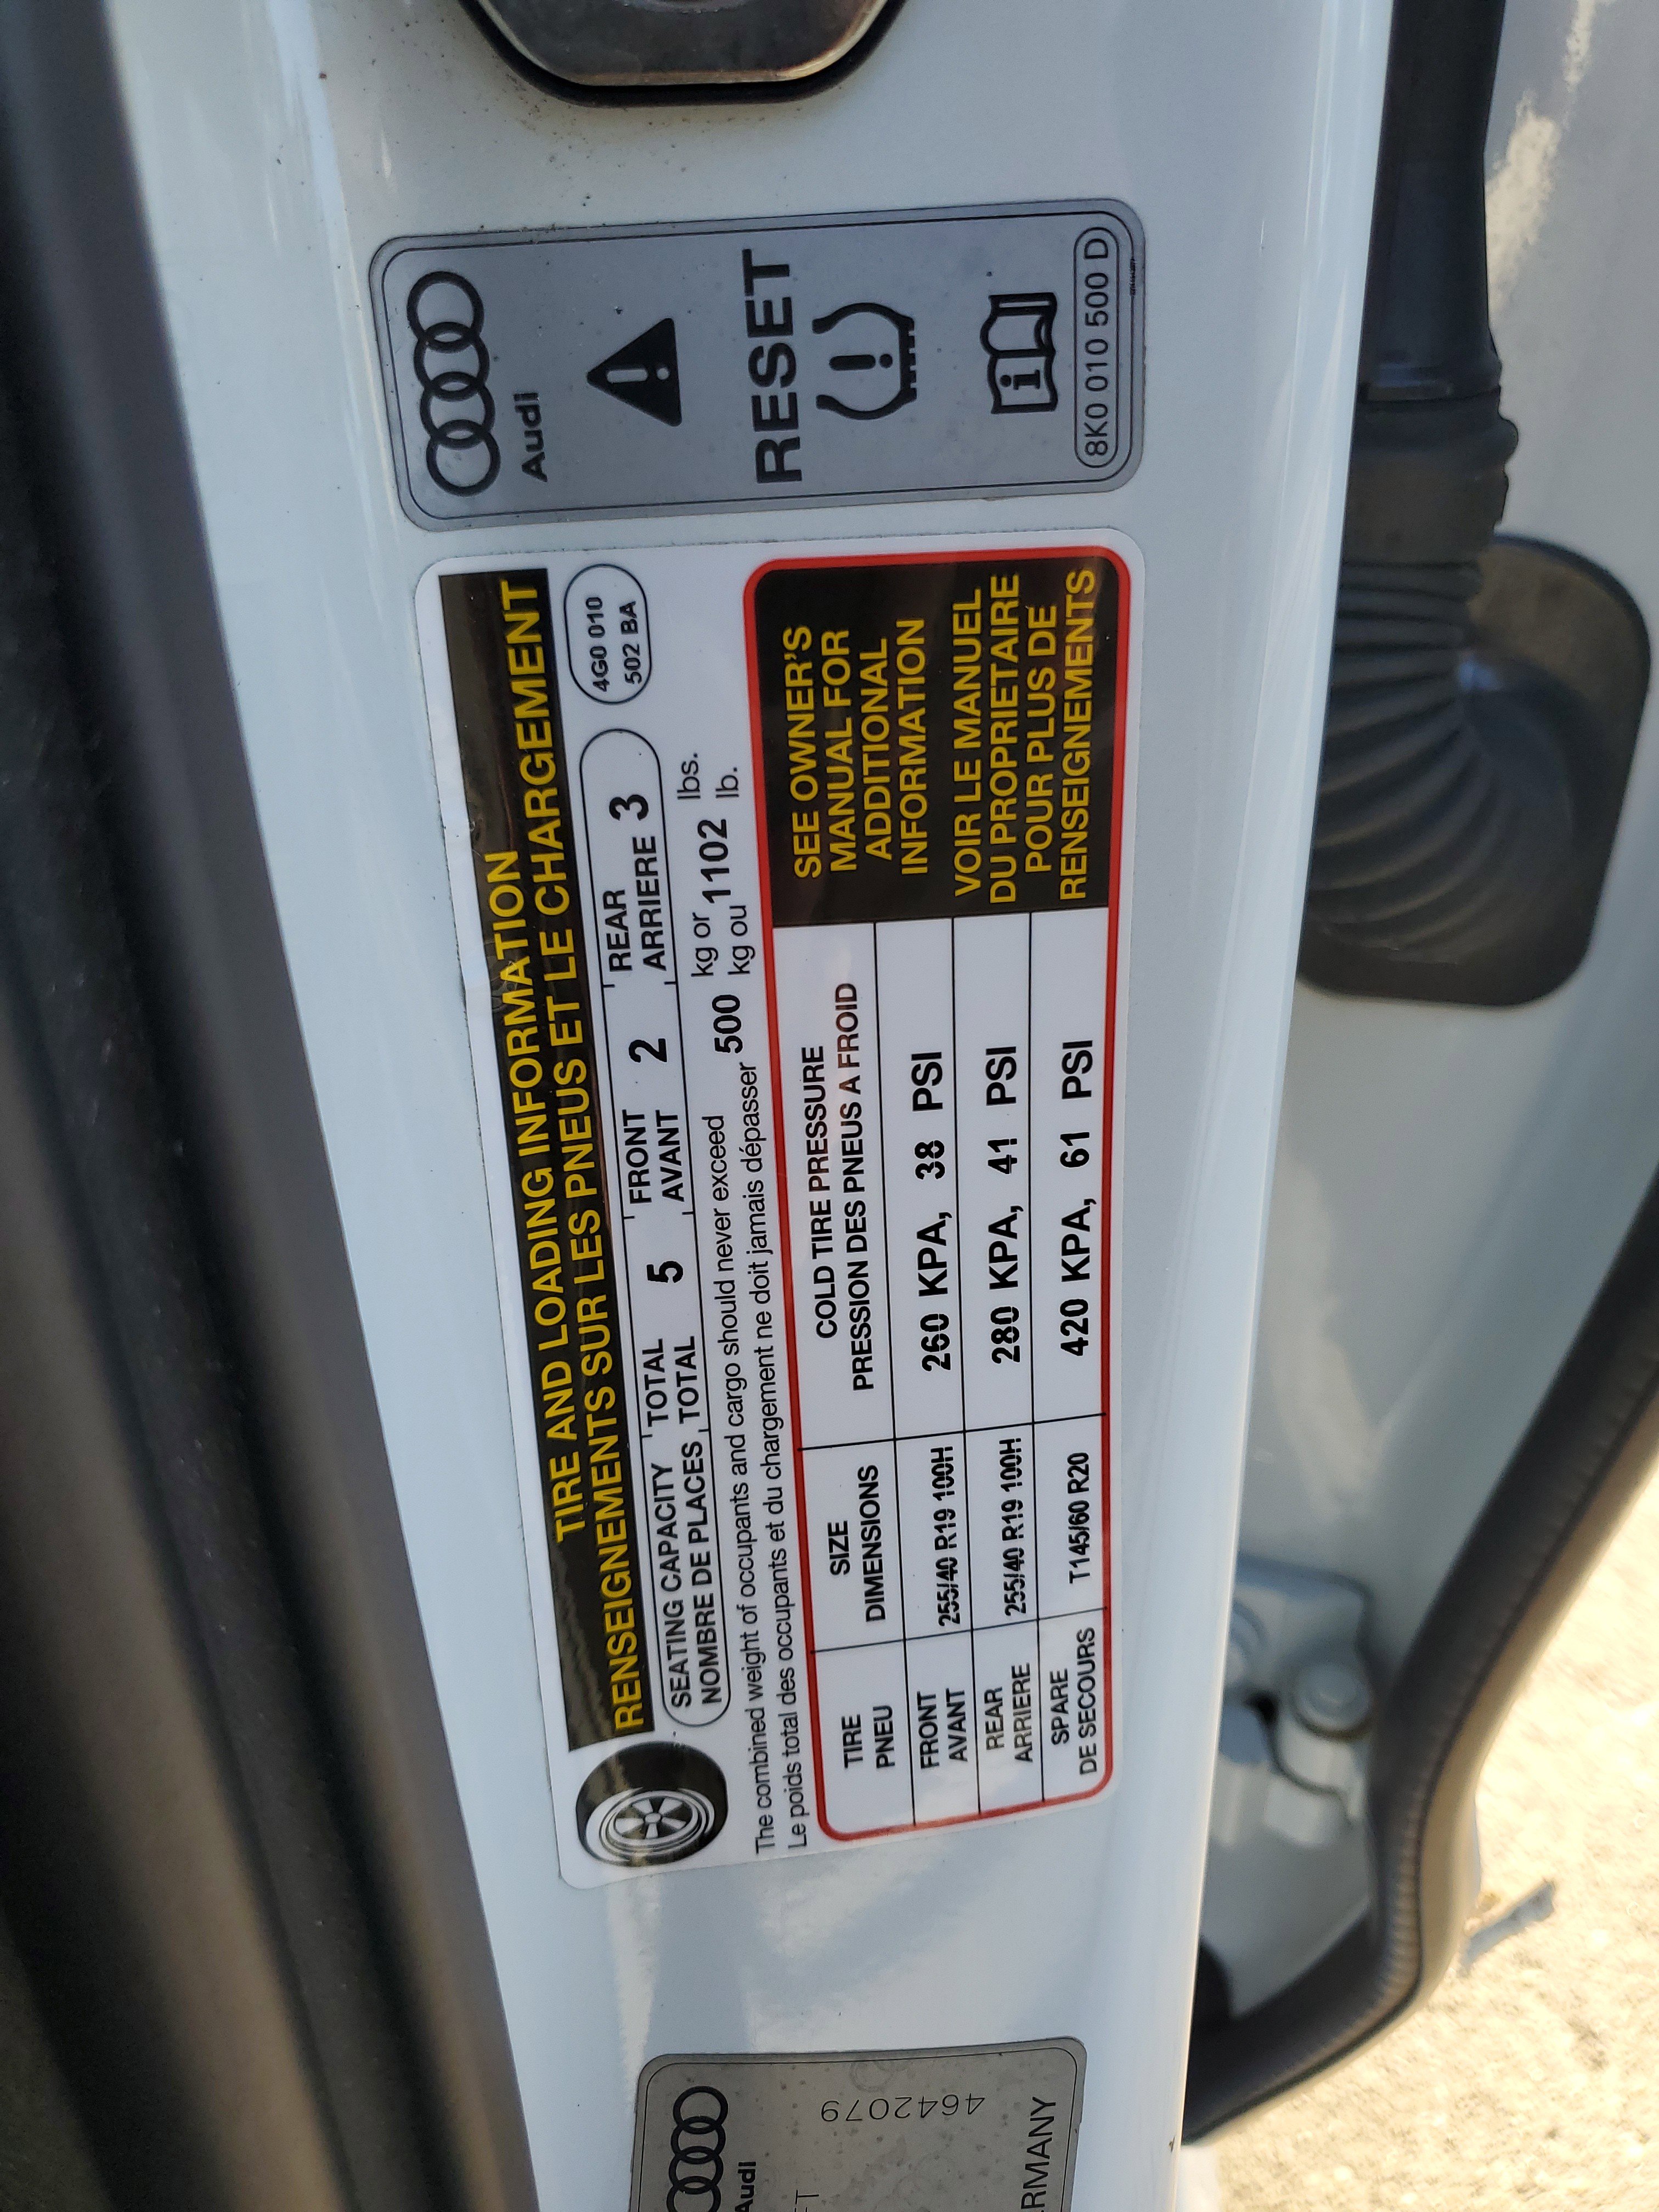 Audi
RESET
i
8K0 010 500 D
TIRE AND LOADING INFORMATION
RENSEIGNEMENTS SUR LES PNEUS ET LE CHARGEMENT
SEATING CAPACITY TOTAL 5 FRONT 2 REAR 3
NOMBRE DE PLACES TOTAL AVANT ARRIERE
4G0 010
502 BA
The combined weight of occupants and cargo should never exceed 500 kg or 1102 lbs.
Le poids total des occupants et du chargement ne doit jamais dépasser kg ou lb.
TIRE SIZE COLD TIRE PRESSURE
PNEU DIMENSIONS PRESSION DES PNEUS A FROID
FRONT
AVANT 255/40 R19 100H 260 KPA, 38 PSI
REAR
ARRIERE 255/40 R19 100H 280 KPA, 41 PSI
SPARE
DE SECOURS T145/60 R20 420 KPA, 61 PSI
SEE OWNER'S
MANUAL FOR
ADDITIONAL
INFORMATION
VOIR LE MANUEL
DU PROPRIETAIRE
POUR PLUS DE
RENSEIGNEMENTS
Audi
4642079